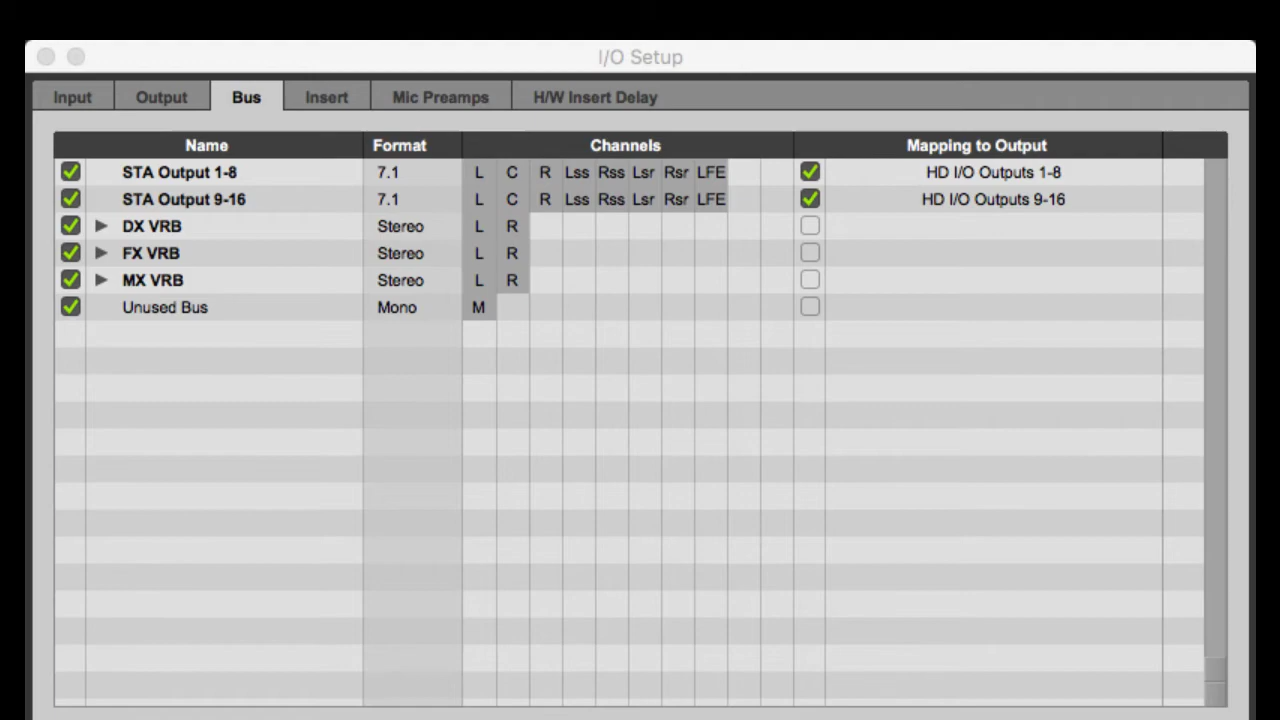 I/O Setup
Input Output Bus Insert Mic Preamps H/W Insert Delay
Name Format Channels Mapping to Output
STA Output 1-8 7.1 L C R Lss Rss Lsr Rsr LFE HD I/O Outputs 1-8
STA Output 9-16 7.1 L C R Lss Rss Lsr Rsr LFE HD I/O Outputs 9-16
DX VRB Stereo L R
FX VRB Stereo L R
MX VRB Stereo L R
Unused Bus Mono M